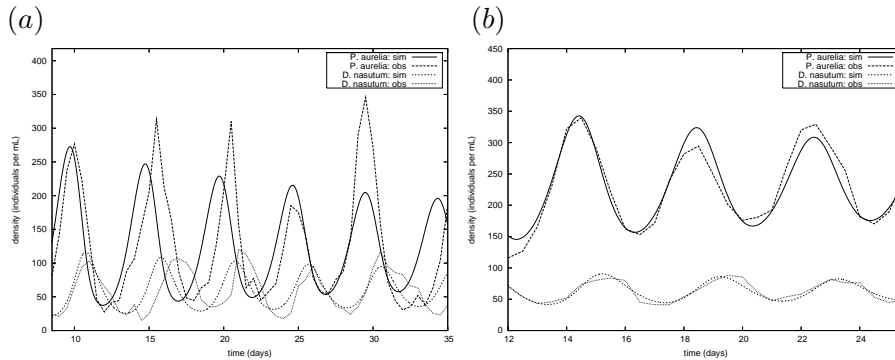 (a)
P. aurelia: sim
P. aurelia: obs
D. nasutum: sim
D. nasutum: obs
400
350
300
250
200
150
100
50
0
density (individuals per mL)
10 15 20 25 30 35
time (days)
(b)
P. aurelia: sim
P. aurelia: obs
D. nasutum: sim
D. nasutum: obs
450
400
350
300
250
200
150
100
50
0
density (individuals per mL)
12 14 16 18 20 22 24
time (days)